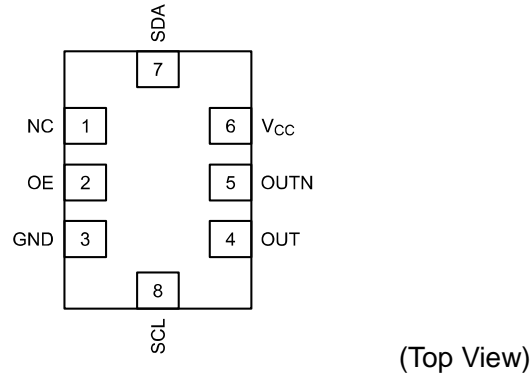 SDA
7
NC 1 6 VCC
OE 2 5 OUTN
GND 3 4 OUT
8
SCL
(Top View)